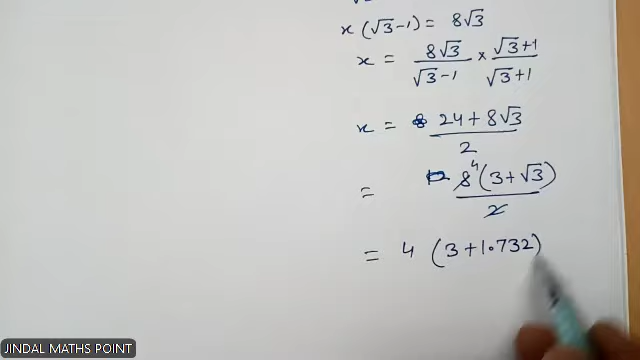 x (√3-1) = 8√3
x = 8√3/(√3-1) × (√3+1)/(√3+1)
x = (24+8√3)/2
= 8 4 (3+√3)/2
= 4 (3+1.732)
JINDAL MATHS POINT